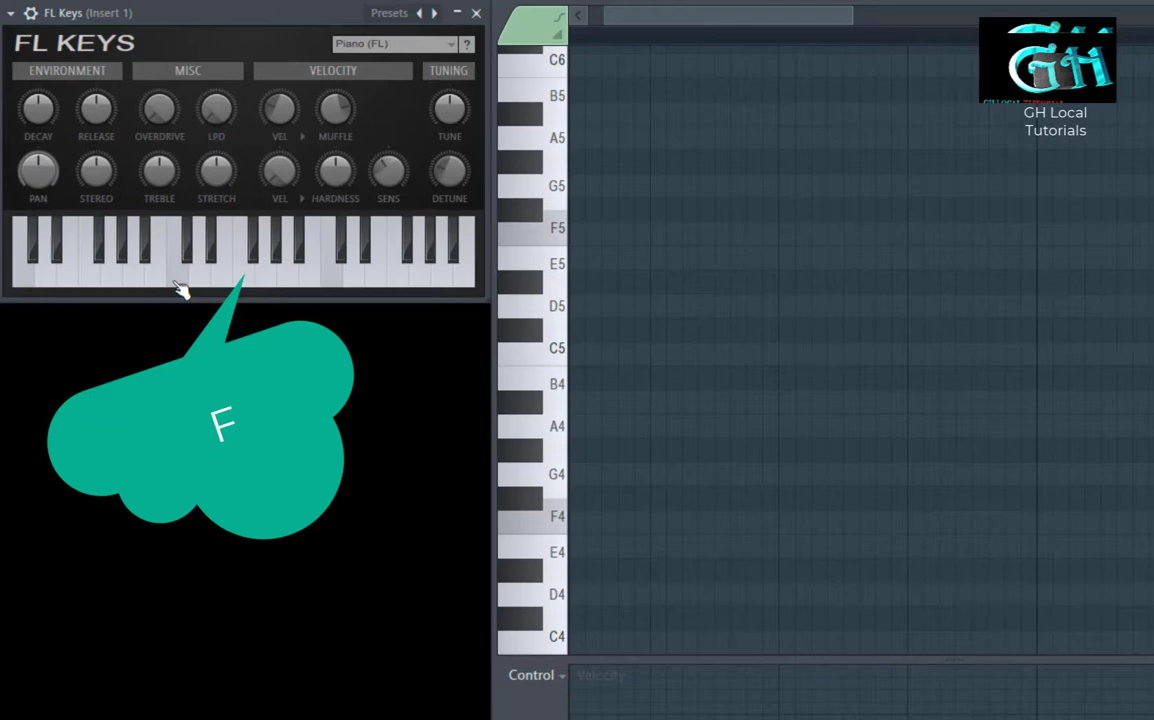 FL Keys (Insert 1) Presets
FL KEYS Piano (FL) ?
ENVIRONMENT MISC VELOCITY TUNING
DECAY RELEASE OVERDRIVE LPD VEL MUFFLE TUNE
PAN STEREO TREBLE STRETCH VEL HARDNESS SENS DETUNE
F
C6
B5
A5
G5
F5
E5
D5
C5
B4
A4
G4
F4
E4
D4
C4
Control Velocity
GH
GH Local
Tutorials